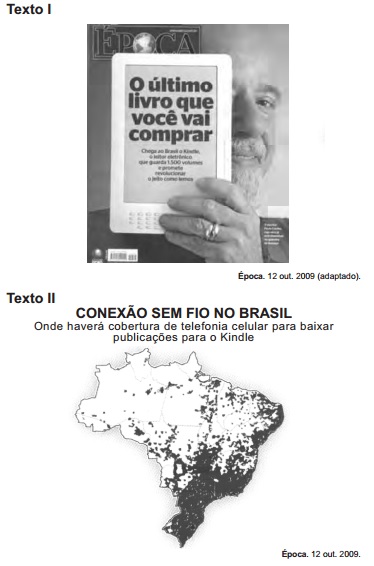 Texto I
ÉPOCA
O último
livro que
você vai
comprar
Chega ao Brasil o Kindle,
o leitor eletrônico
que guarda 1.500 volumes
e promete
revolucionar
o jeito como lemos
Época. 12 out. 2009 (adaptado).
Texto II
CONEXÃO SEM FIO NO BRASIL
Onde haverá cobertura de telefonia celular para baixar
publicações para o Kindle
Época. 12 out. 2009.